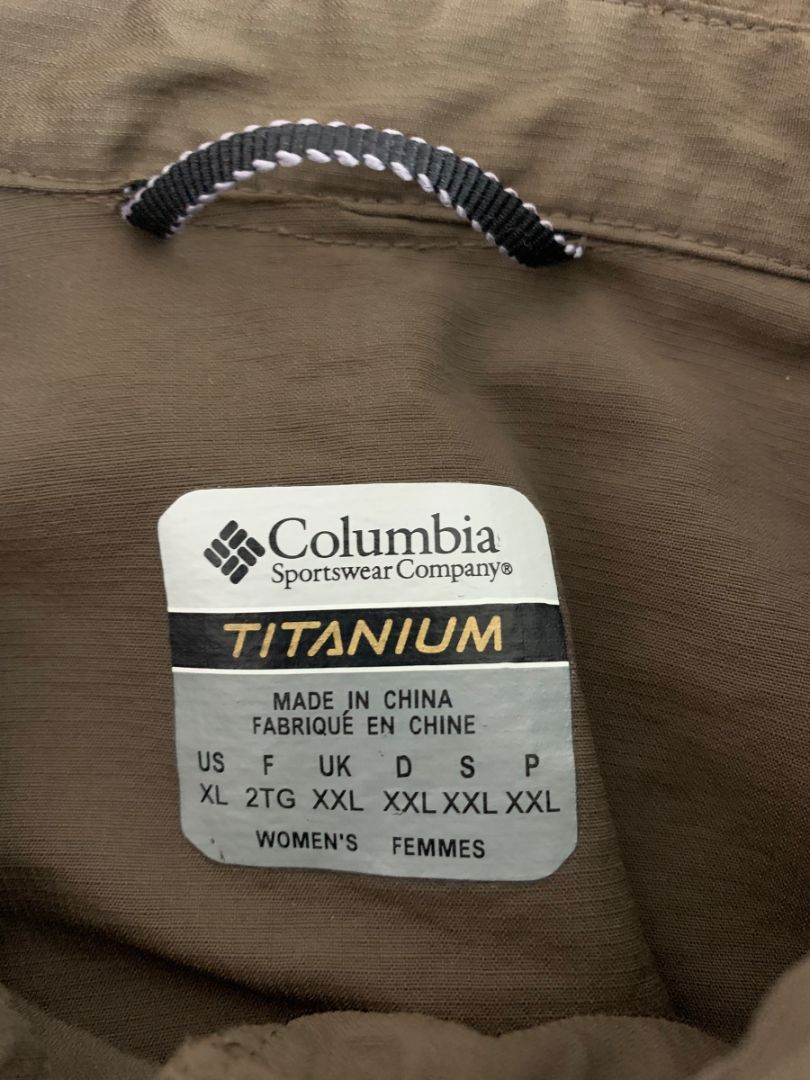 Columbia
Sportswear Company®
TITANIUM
MADE IN CHINA
FABRIQUÉ EN CHINE
US F UK D S P
XL 2TG XXL XXL XXL XXL
WOMEN'S FEMMES